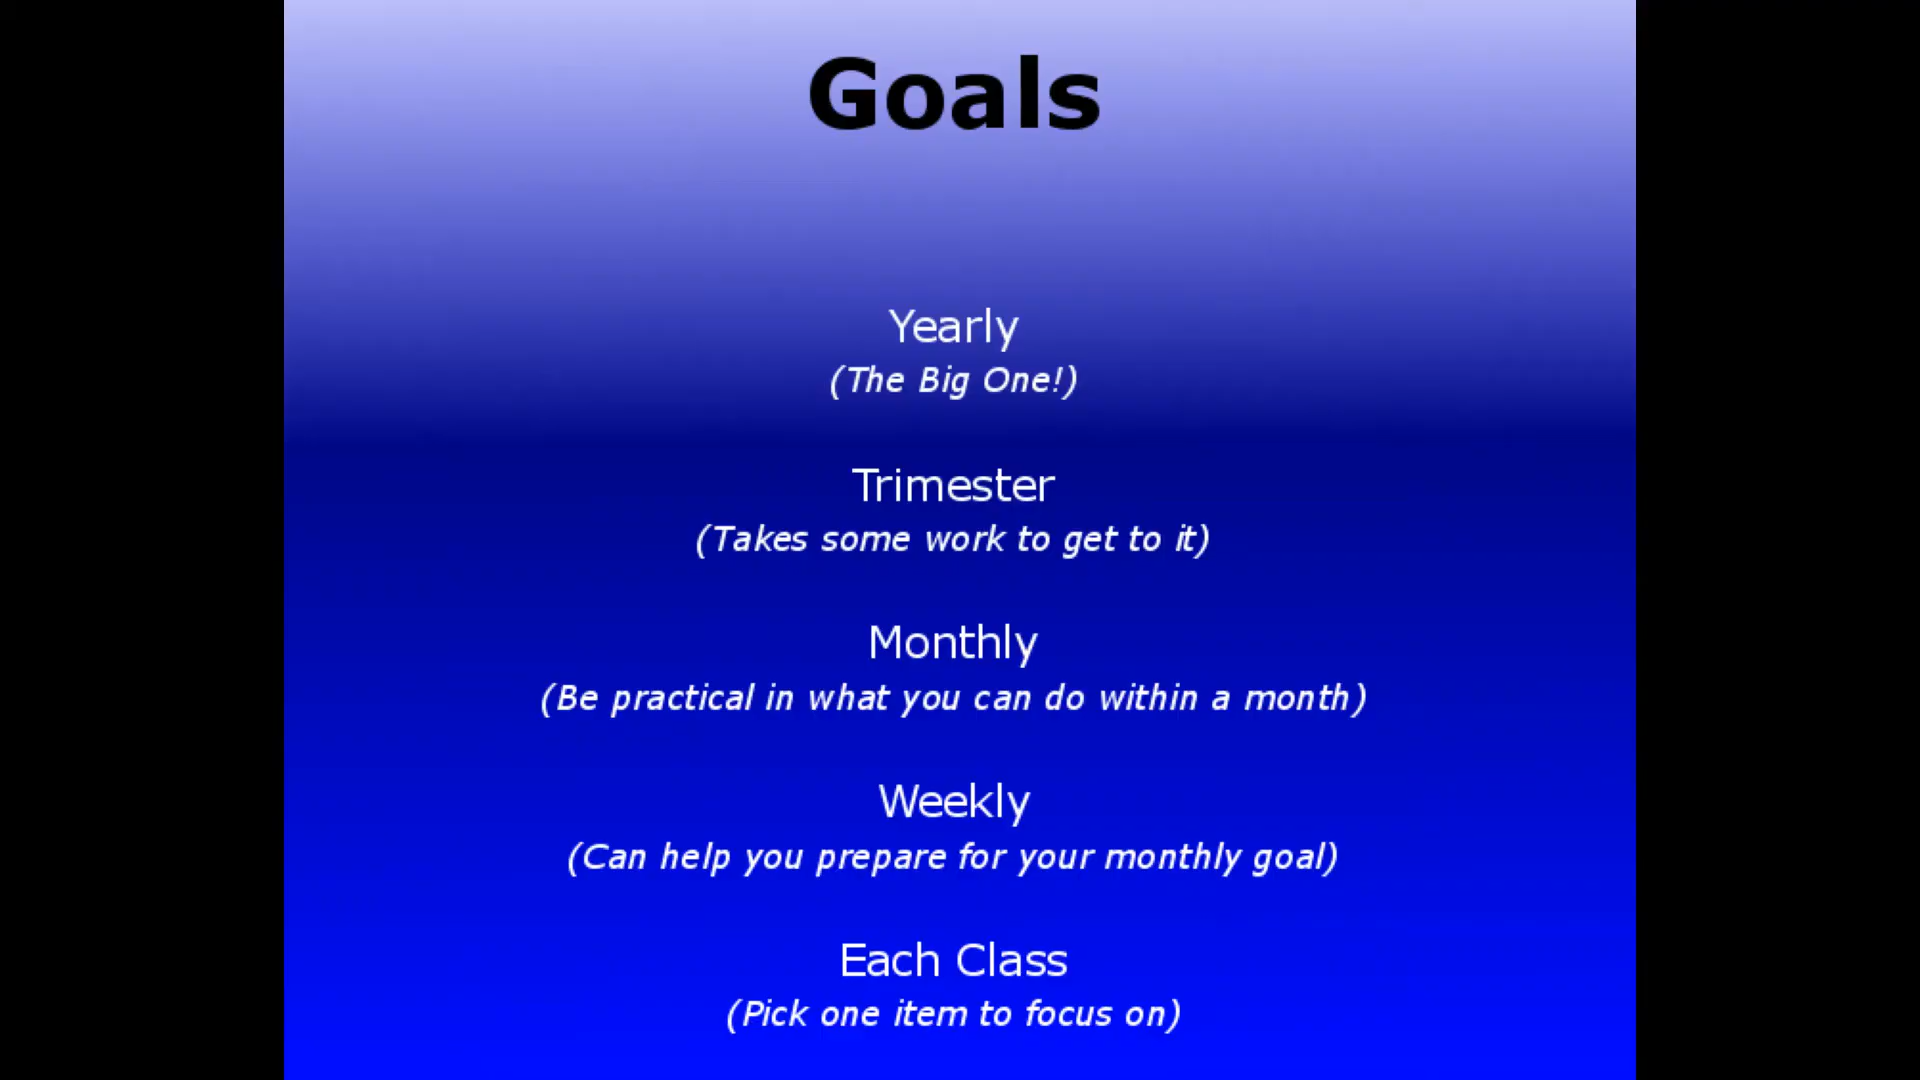 Goals
Yearly
(The Big One!)
Trimester
(Takes some work to get to it)
Monthly
(Be practical in what you can do within a month)
Weekly
(Can help you prepare for your monthly goal)
Each Class
(Pick one item to focus on)